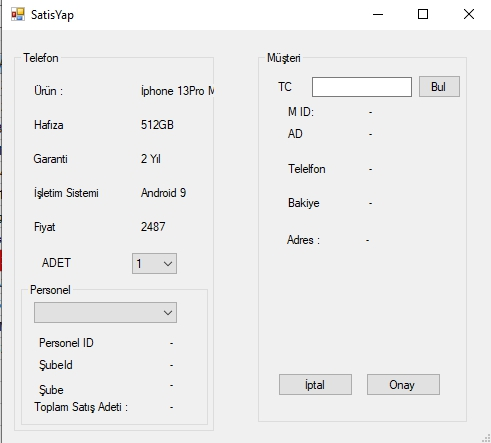 SatisYap
Telefon
Ürün : İphone 13Pro
Hafıza 512GB
Garanti 2 Yıl
İşletim Sistemi Android 9
Fiyat 2487
ADET 1
Personel
Personel ID -
ŞubeId -
Şube -
Toplam Satış Adeti : -
Müşteri
TC Bul
M ID: -
AD -
Telelfon -
Bakiye -
Adres : -
İptal Onay